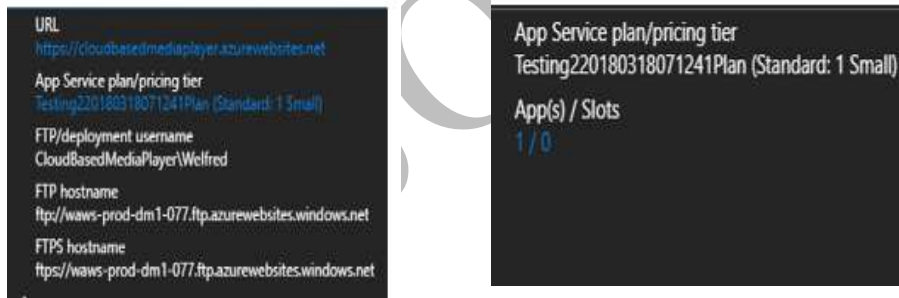 URL
https://cloudbasedmediaplayer.azurewebsites.net
App Service plan/pricing tier
Testing220180318071241Plan (Standard: 1 Small)
FTP/deployment username
CloudBasedMediaPlayer\Welfred
FTP hostname
ftp://waws-prod-dm1-077.ftp.azurewebsites.windows.net
FTPS hostname
ftps://waws-prod-dm1-077.ftp.azurewebsites.windows.net
App Service plan/pricing tier
Testing220180318071241Plan (Standard: 1 Small)
App(s) / Slots
1 / 0